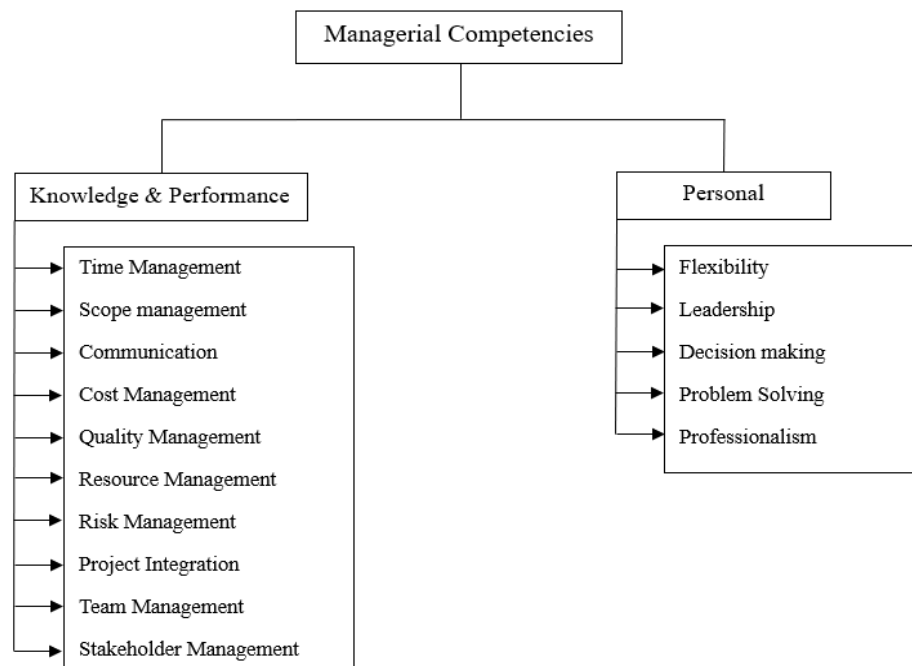 Managerial Competencies
Knowledge & Performance
Time Management
Scope management
Communication
Cost Management
Quality Management
Resource Management
Risk Management
Project Integration
Team Management
Stakeholder Management
Personal
Flexibility
Leadership
Decision making
Problem Solving
Professionalism